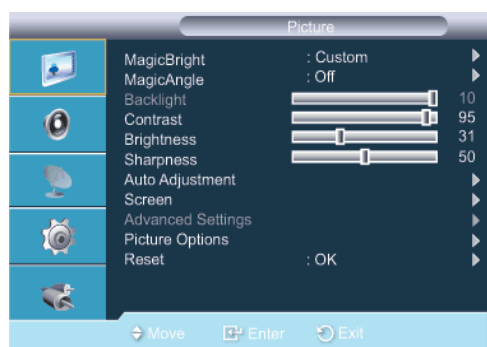 Picture
MagicBright : Custom
MagicAngle : Off
Backlight 10
Contrast 95
Brightness 31
Sharpness 50
Auto Adjustment
Screen
Advanced Settings
Picture Options
Reset : OK
Move Enter Exit